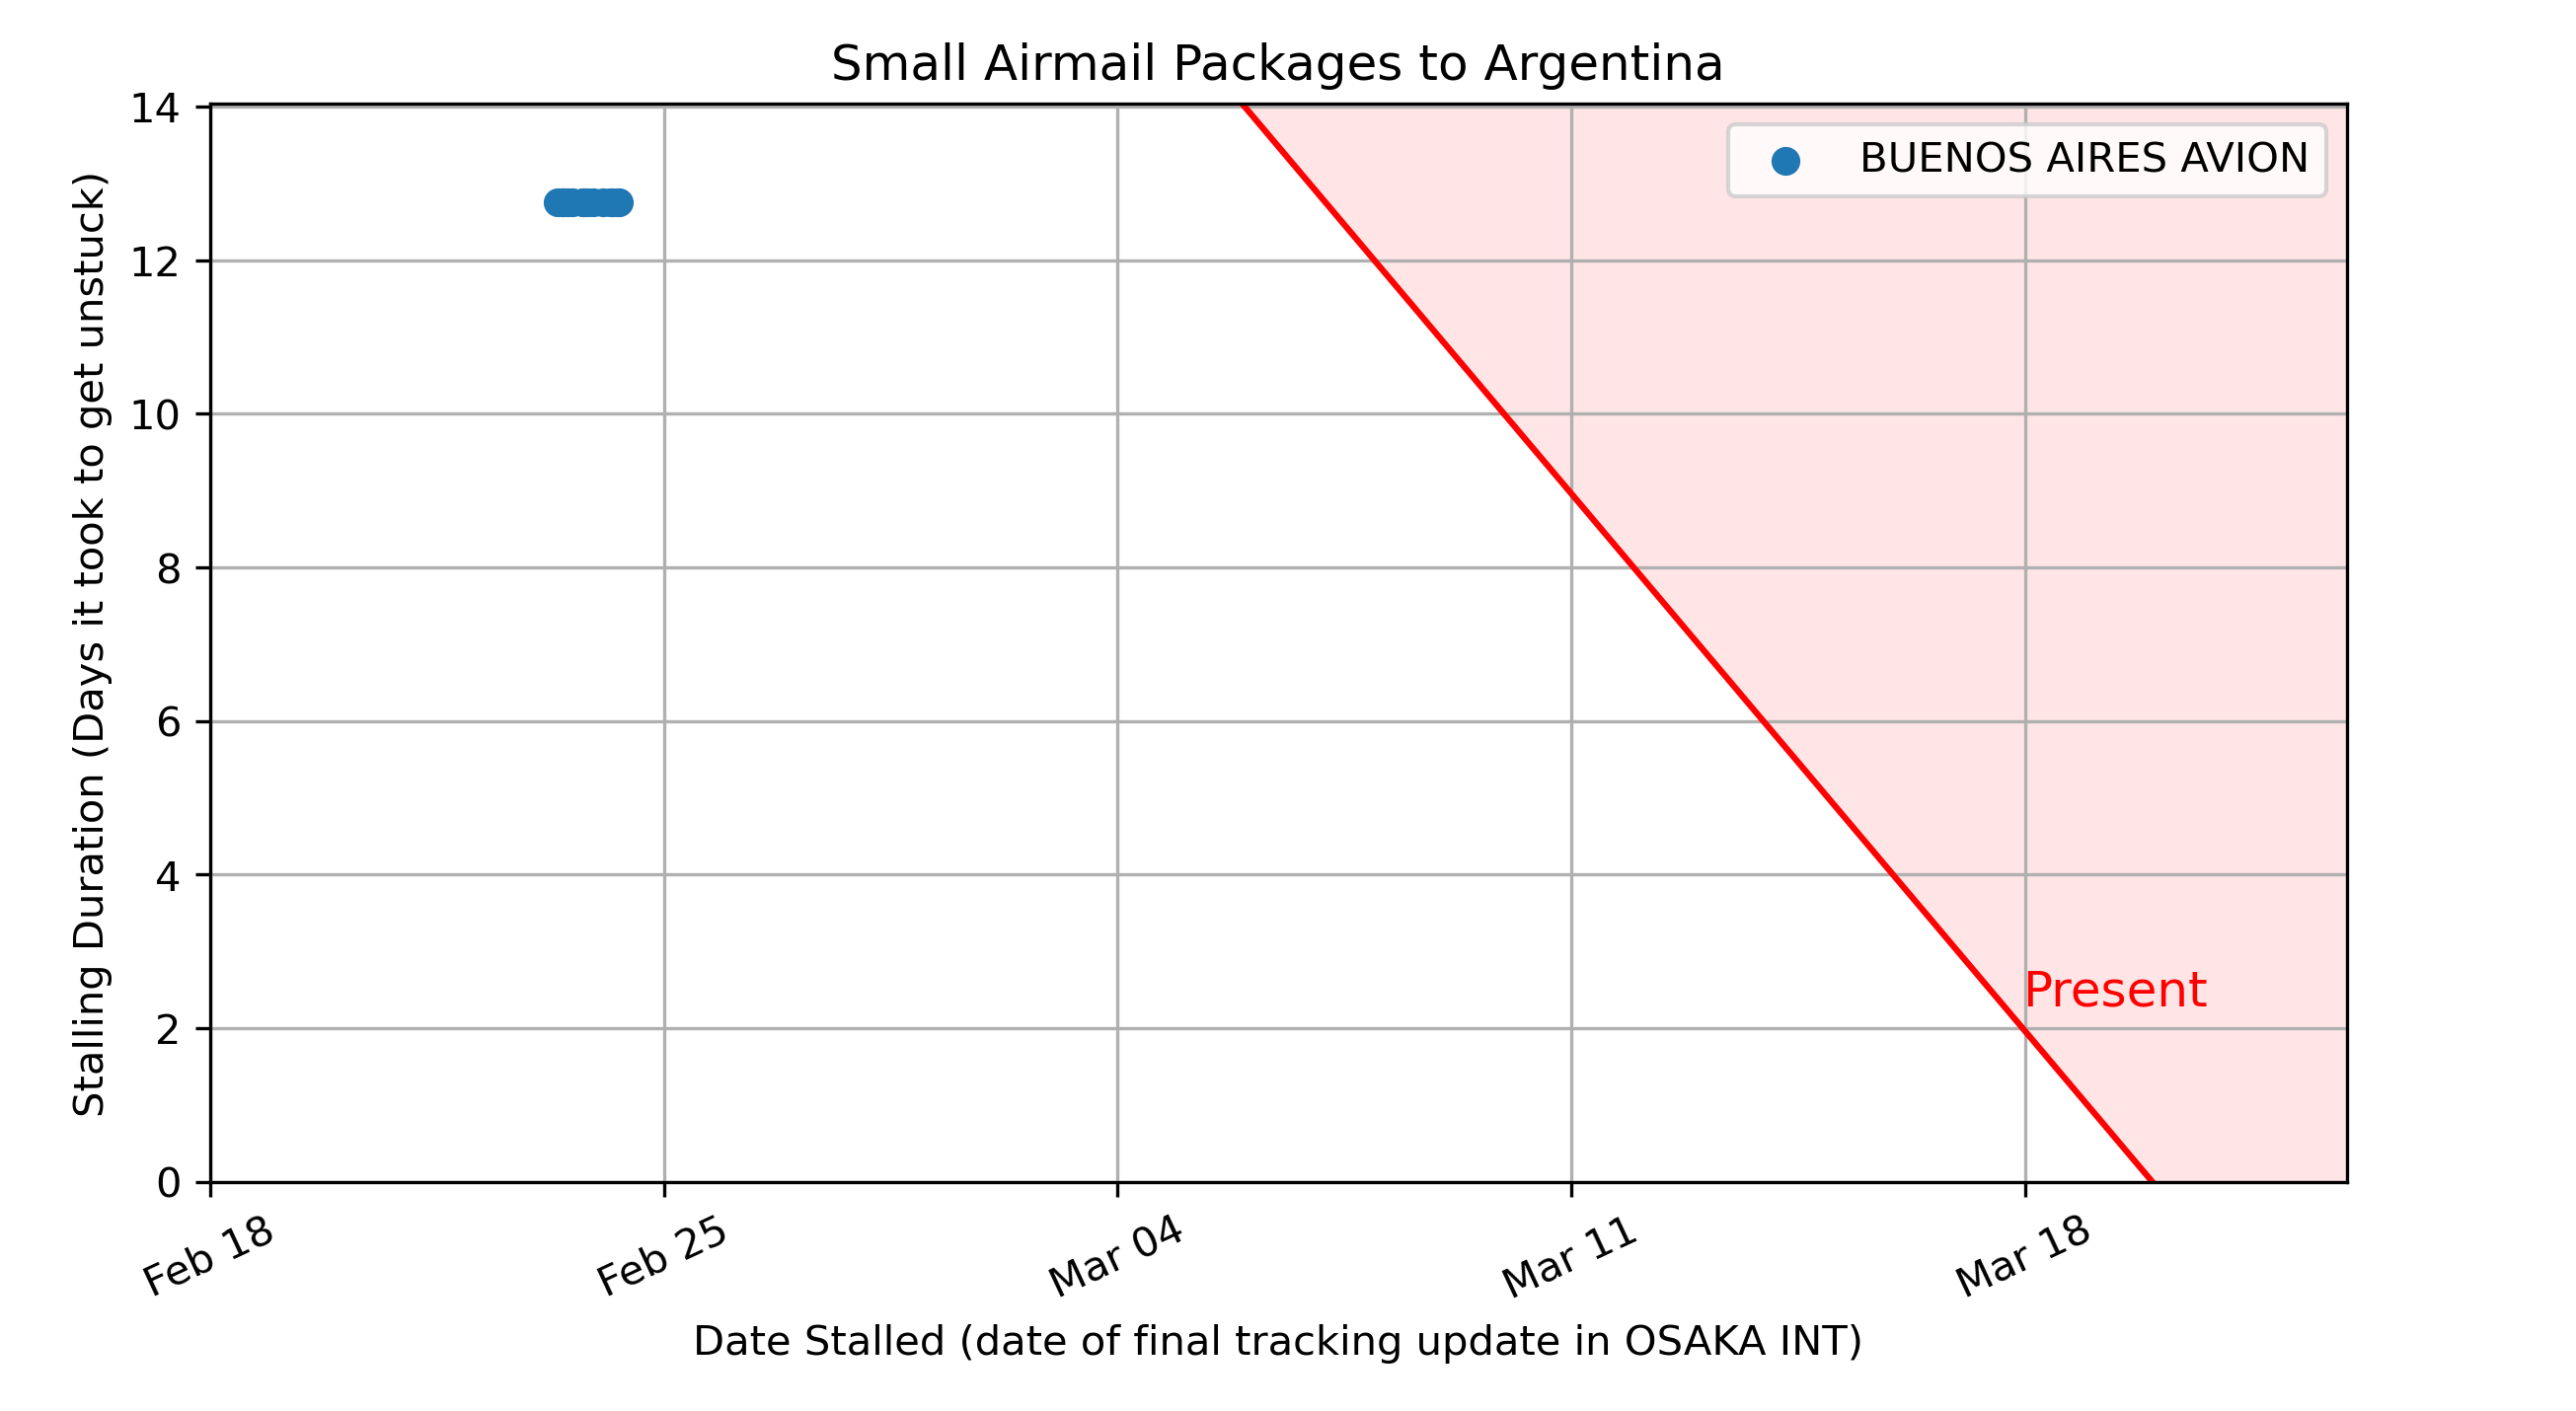 Small Airmail Packages to Argentina
Stalling Duration (Days it took to get unstuck)
14
12
10
8
6
4
2
0
BUENOS AIRES AVION
Present
Feb 18
Feb 25
Mar 04
Mar 11
Mar 18
Date Stalled (date of final tracking update in OSAKA INT)